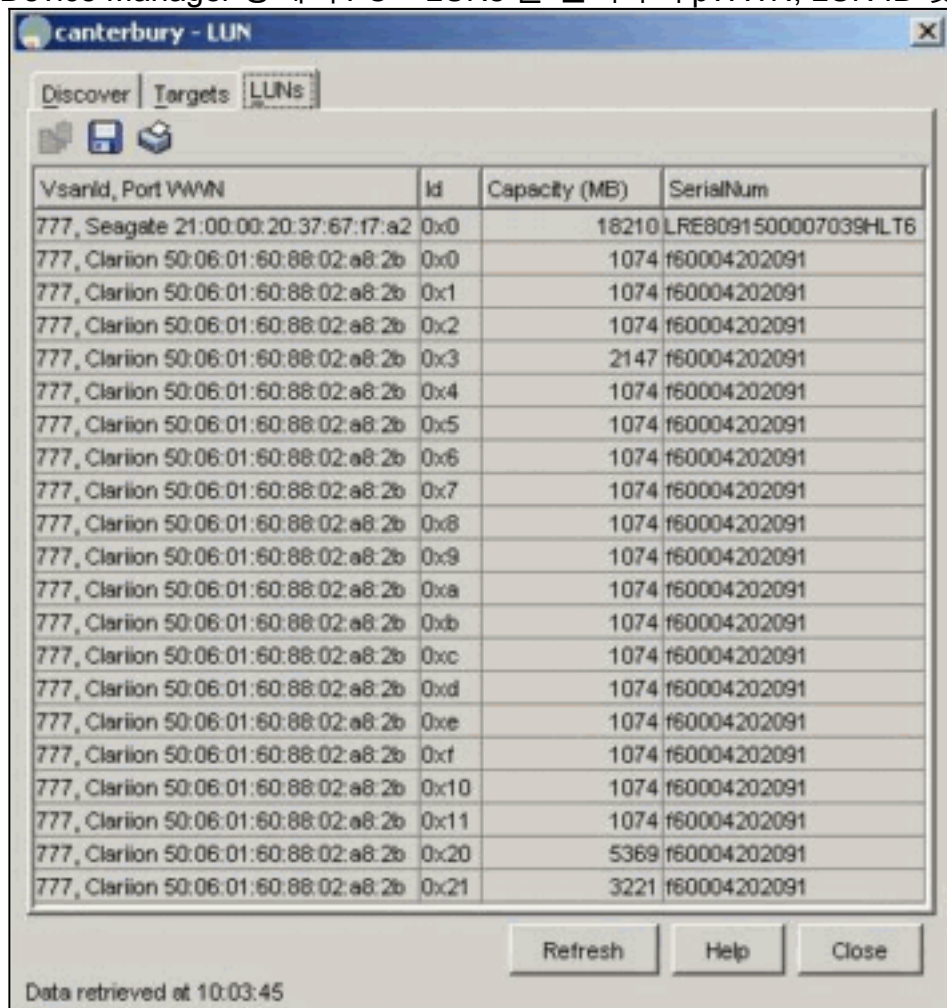 canterbury - LUN
Discover Targets LUNs
VsanId, Port WWN Id Capacity (MB) SerialNum
777, Seagate 21:00:00:20:37:67:f7:a2 0x0 18210 LRE8091500007039HLT6
777, Clariion 50:06:01:60:88:02:a8:2b 0x0 1074 f60004202091
777, Clariion 50:06:01:60:88:02:a8:2b 0x1 1074 f60004202091
777, Clariion 50:06:01:60:88:02:a8:2b 0x2 1074 f60004202091
777, Clariion 50:06:01:60:88:02:a8:2b 0x3 2147 f60004202091
777, Clariion 50:06:01:60:88:02:a8:2b 0x4 1074 f60004202091
777, Clariion 50:06:01:60:88:02:a8:2b 0x5 1074 f60004202091
777, Clariion 50:06:01:60:88:02:a8:2b 0x6 1074 f60004202091
777, Clariion 50:06:01:60:88:02:a8:2b 0x7 1074 f60004202091
777, Clariion 50:06:01:60:88:02:a8:2b 0x8 1074 f60004202091
777, Clariion 50:06:01:60:88:02:a8:2b 0x9 1074 f60004202091
777, Clariion 50:06:01:60:88:02:a8:2b 0xa 1074 f60004202091
777, Clariion 50:06:01:60:88:02:a8:2b 0xb 1074 f60004202091
777, Clariion 50:06:01:60:88:02:a8:2b 0xc 1074 f60004202091
777, Clariion 50:06:01:60:88:02:a8:2b 0xd 1074 f60004202091
777, Clariion 50:06:01:60:88:02:a8:2b 0xe 1074 f60004202091
777, Clariion 50:06:01:60:88:02:a8:2b 0xf 1074 f60004202091
777, Clariion 50:06:01:60:88:02:a8:2b 0x10 1074 f60004202091
777, Clariion 50:06:01:60:88:02:a8:2b 0x11 1074 f60004202091
777, Clariion 50:06:01:60:88:02:a8:2b 0x20 5369 f60004202091
777, Clariion 50:06:01:60:88:02:a8:2b 0x21 3221 f60004202091
Refresh Help Close
Data retrieved at 10:03:45